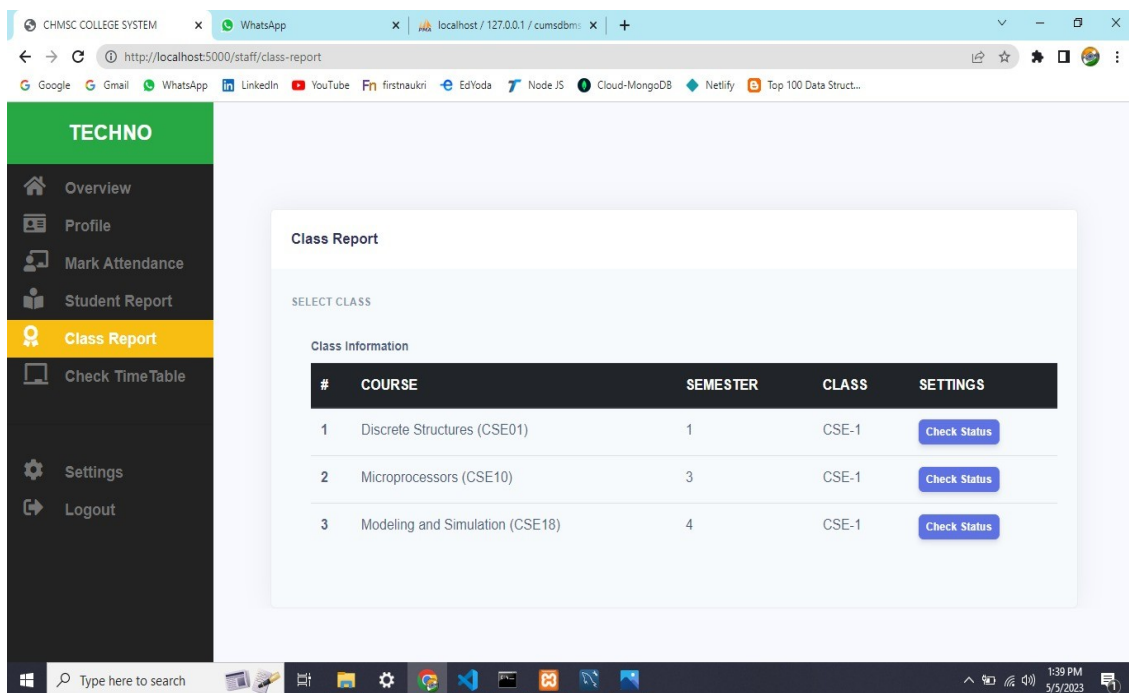 CHMSC COLLEGE SYSTEM
WhatsApp
localhost / 127.0.0.1 / cumsdbms
http://localhost:5000/staff/class-report
Google Gmail WhatsApp LinkedIn YouTube Fn firstnaukri EdYoda Node JS Cloud-MongoDB Netlify Top 100 Data Struct...
TECHNO
Overview
Profile
Mark Attendance
Student Report
Class Report
Check TimeTable
Settings
Logout
Class Report
SELECT CLASS
Class Information
# COURSE SEMESTER CLASS SETTINGS
1 Discrete Structures (CSE01) 1 CSE-1 Check Status
2 Microprocessors (CSE10) 3 CSE-1 Check Status
3 Modeling and Simulation (CSE18) 4 CSE-1 Check Status
Type here to search
1:39 PM
5/5/2023